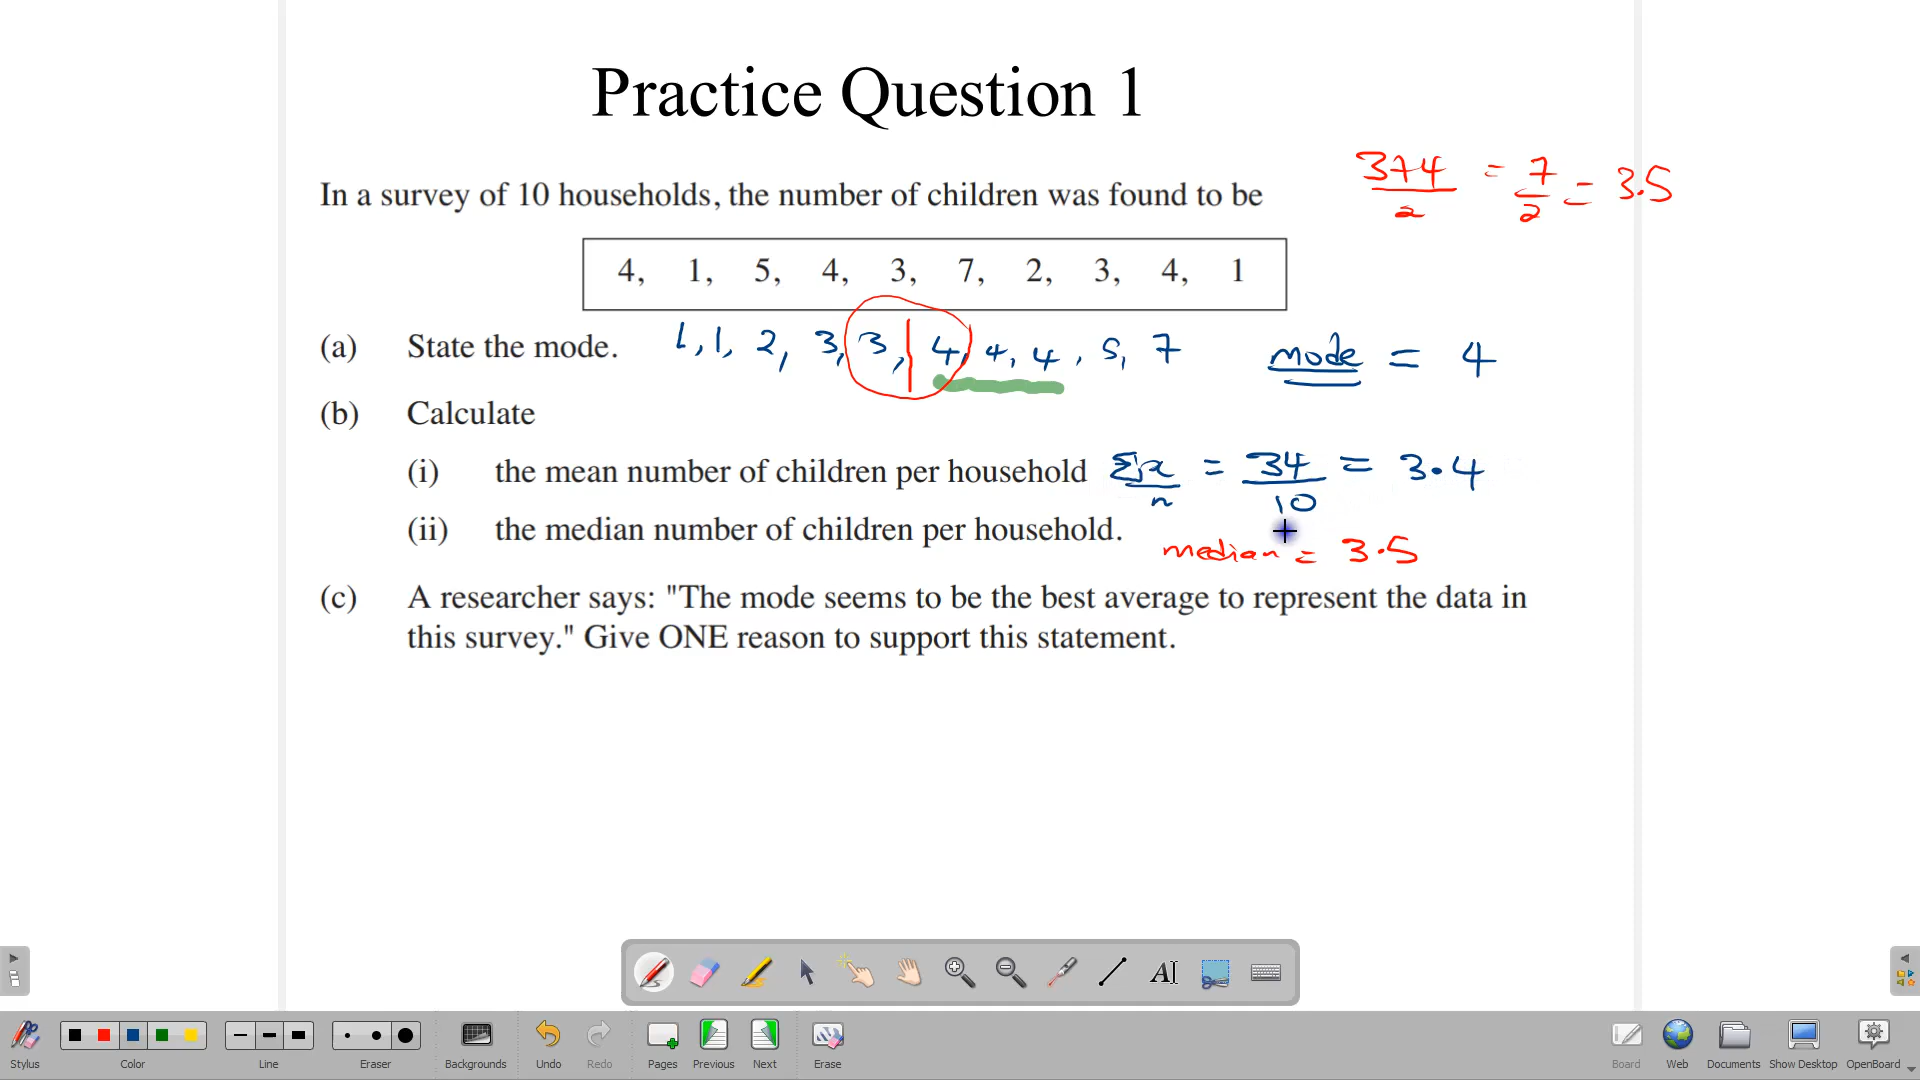 Practice Question 1
3+4 / 2 = 7 / 2 = 3.5
In a survey of 10 households, the number of children was found to be
4, 1, 5, 4, 3, 7, 2, 3, 4, 1
(a) State the mode. 1, 1, 2, 3, 3, 4, 4, 4, 5, 7 mode = 4
(b) Calculate
(i) the mean number of children per household Σx / n = 34 / 10 = 3.4
(ii) the median number of children per household.
median = 3.5
(c) A researcher says: "The mode seems to be the best average to represent the data in
this survey." Give ONE reason to support this statement.
AI
Stylus Color Line Eraser Backgrounds Undo Redo Pages Previous Next Erase Board Web Documents Show Desktop OpenBoard